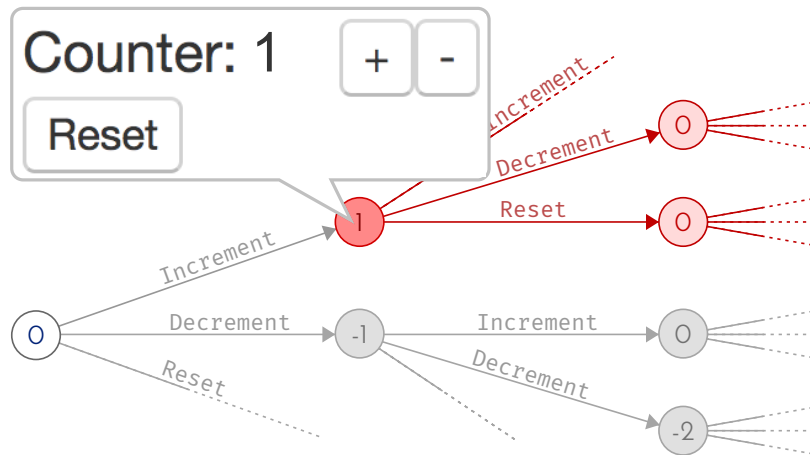 Counter: 1
+
-
Reset
Increment
Decrement
0
1
Reset
0
Increment
0
Decrement
-1
Increment
0
Reset
Decrement
-2